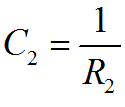 C₂ = 1/R₂